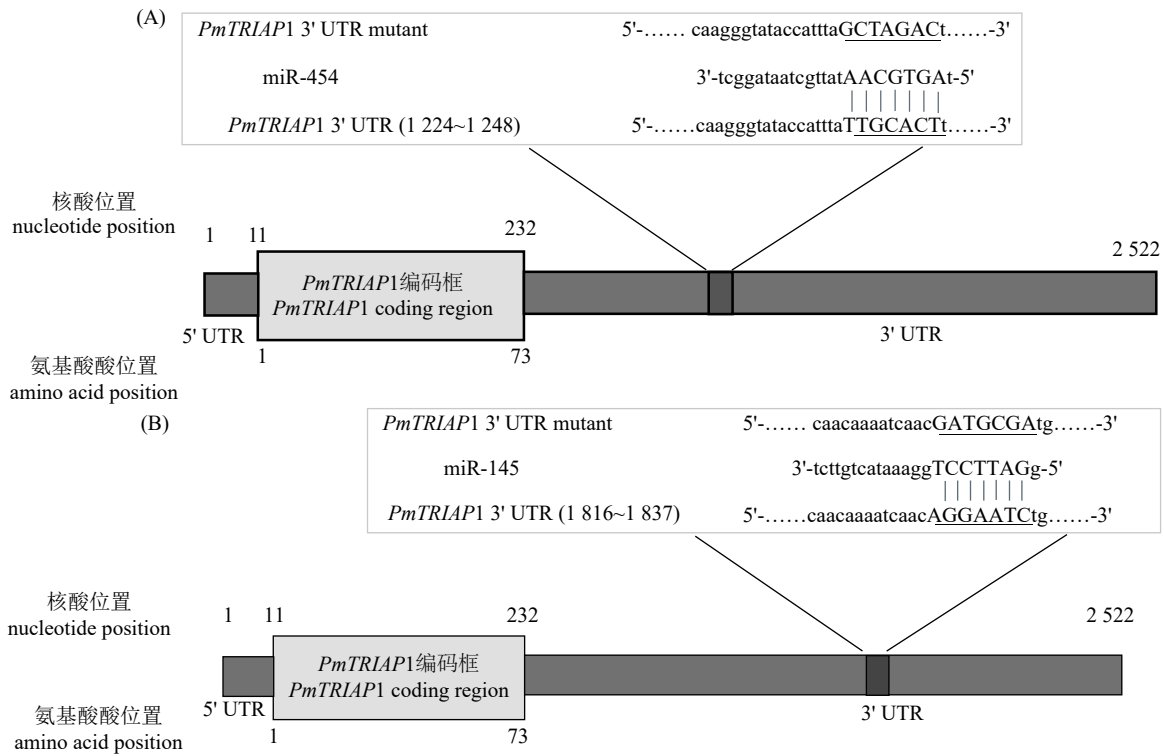 (A)
PmTRIAP1 3' UTR mutant 5'-…… caagggtataccatttaGCTAGACt……-3'
miR-454 3'-tcggataatcgttatAACGTGAt-5'
PmTRIAP1 3' UTR (1 224~1 248) 5'-……caagggtataccatttaTTGCACTt……-3'
核酸位置
nucleotide position
1 11 232 2 522
PmTRIAP1编码框
PmTRIAP1 coding region
5' UTR 3' UTR
氨基酸酸位置
amino acid position
1 73
(B)
PmTRIAP1 3' UTR mutant 5'-…… caacaaaatcaacGATGCGAtg……-3'
miR-145 3'-tcttgtcataaaggTCCTTAGg-5'
PmTRIAP1 3' UTR (1 816~1 837) 5'-……caacaaaatcaacAGGAATCtg……-3'
核酸位置
nucleotide position
1 11 232 2 522
PmTRIAP1编码框
PmTRIAP1 coding region
5' UTR 3' UTR
氨基酸酸位置
amino acid position
1 73